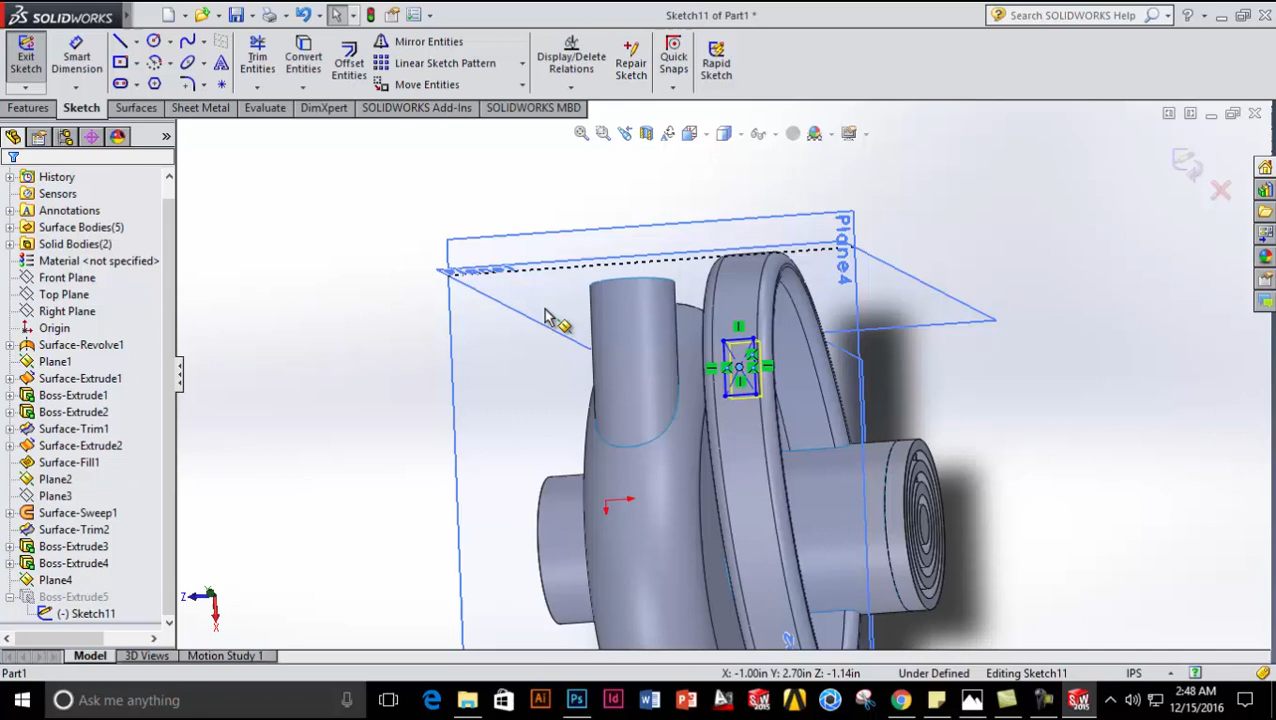 SOLIDWORKS
Sketch11 of Part1 *
Search SOLIDWORKS Help
Exit Sketch
Smart Dimension
Trim Entities
Convert Entities
Offset Entities
Mirror Entities
Linear Sketch Pattern
Move Entities
Display/Delete Relations
Repair Sketch
Quick Snaps
Rapid Sketch
Features
Sketch
Surfaces
Sheet Metal
Evaluate
DimXpert
SOLIDWORKS Add-Ins
SOLIDWORKS MBD
History
Sensors
Annotations
Surface Bodies(5)
Solid Bodies(2)
Material <not specified>
Front Plane
Top Plane
Right Plane
Origin
Surface-Revolve1
Plane1
Surface-Extrude1
Boss-Extrude1
Boss-Extrude2
Surface-Trim1
Surface-Extrude2
Surface-Fill1
Plane2
Plane3
Surface-Sweep1
Surface-Trim2
Boss-Extrude3
Boss-Extrude4
Plane4
Boss-Extrude5
(-) Sketch11
Plane4
Z
X
Model
3D Views
Motion Study 1
Part1
X: -1.00in Y: 2.70in Z: -1.14in
Under Defined
Editing Sketch11
IPS
Ask me anything
2:48 AM
12/15/2016